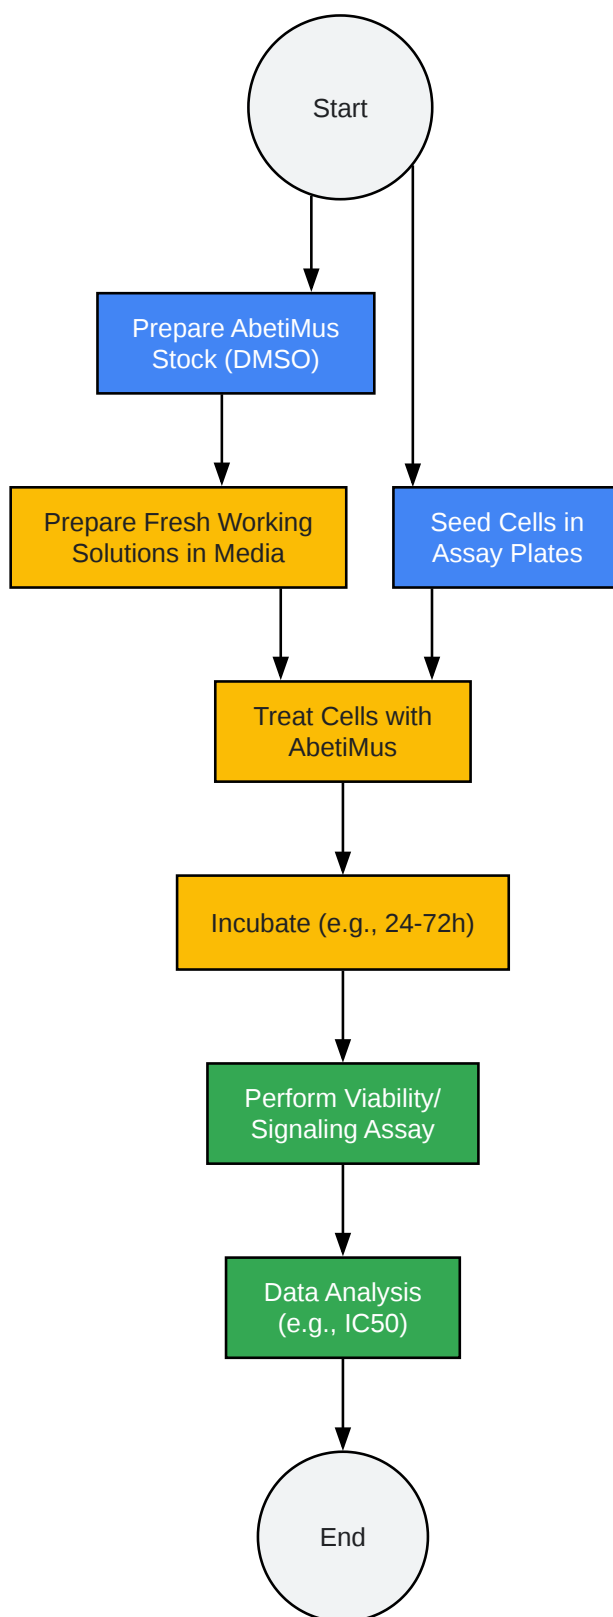 Start
Prepare AbetiMus
Stock (DMSO)
Prepare Fresh Working
Solutions in Media
Seed Cells in
Assay Plates
Treat Cells with
AbetiMus
Incubate (e.g., 24-72h)
Perform Viability/
Signaling Assay
Data Analysis
(e.g., IC50)
End